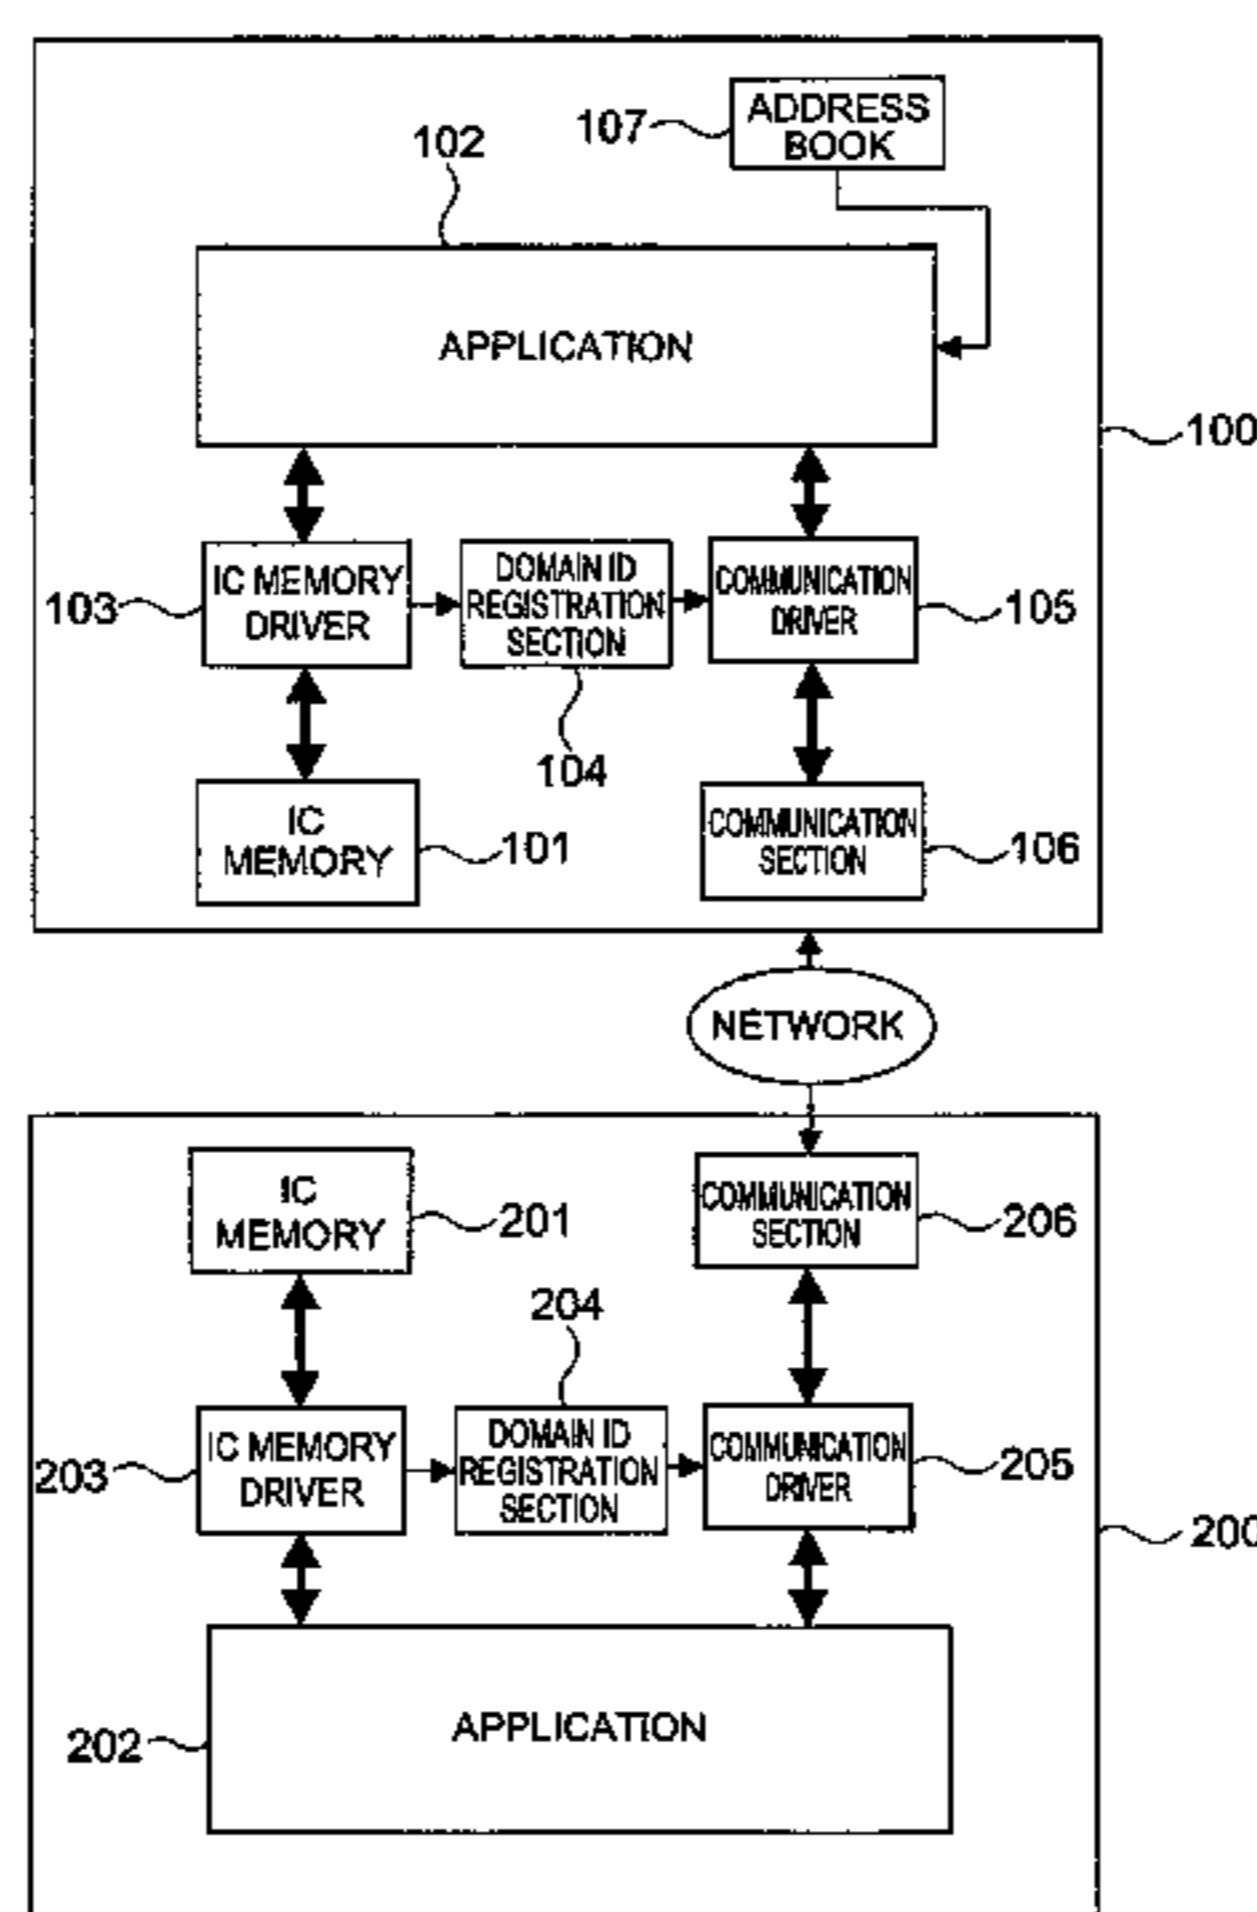 107
ADDRESS
BOOK
102
APPLICATION
100
103
IC MEMORY
DRIVER
DOMAIN ID
REGISTRATION
SECTION
COMMUNICATION
DRIVER
105
104
IC
MEMORY
101
COMMUNICATION
SECTION
106
NETWORK
IC
MEMORY
201
COMMUNICATION
SECTION
206
204
203
IC MEMORY
DRIVER
DOMAIN ID
REGISTRATION
SECTION
COMMUNICATION
DRIVER
205
200
202
APPLICATION